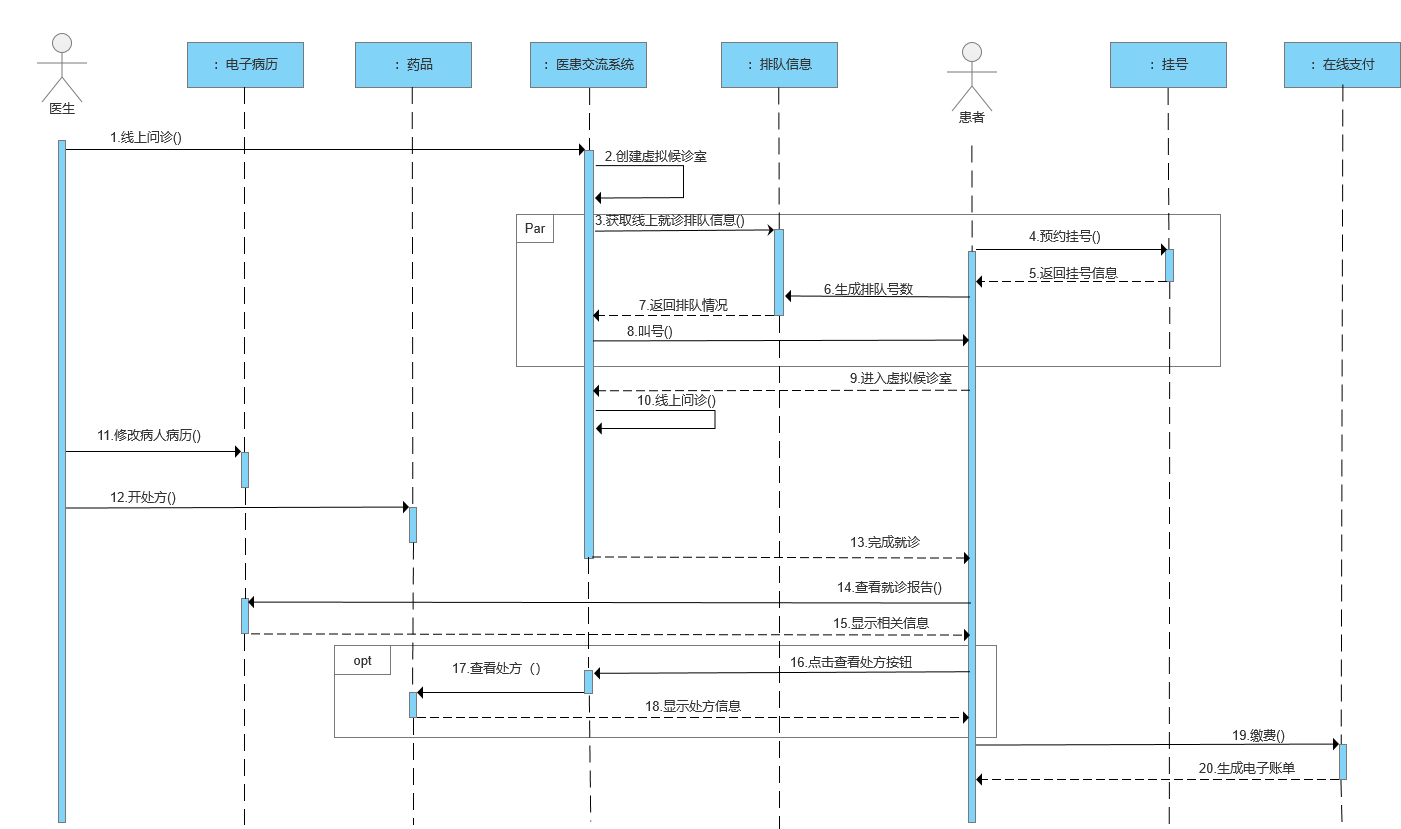 医生
: 电子病历
: 药品
: 医患交流系统
: 排队信息
患者
: 挂号
: 在线支付
1.线上问诊()
2.创建虚拟候诊室
Par
3.获取线上就诊排队信息()
4.预约挂号()
5.返回挂号信息
6.生成排队号数
7.返回排队情况
8.叫号()
9.进入虚拟候诊室
10.线上问诊()
11.修改病人病历()
12.开处方()
13.完成就诊
14.查看就诊报告()
15.显示相关信息
opt
16.点击查看处方按钮
17.查看处方（）
18.显示处方信息
19.缴费()
20.生成电子账单